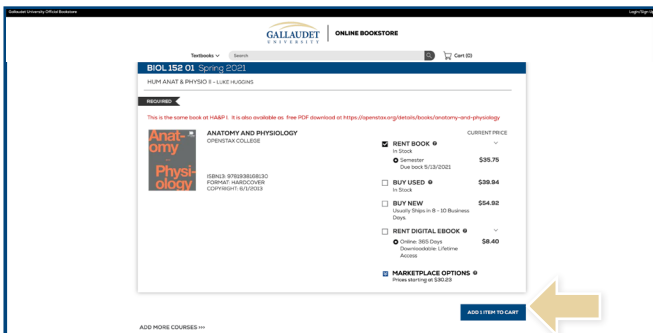 Gallaudet University Official Bookstore
Login/Sign Up
GALLAUDET
UNIVERSITY
ONLINE BOOKSTORE
Textbooks
Search
Cart (0)
BIOL 152 01 Spring 2021
HUM ANAT & PHYSIO II - LUKE HUGGINS
REQUIRED
This is the same book at HA&P I. It is also available as free PDF download at https://openstax.org/details/books/anatomy-and-physiology
Anat-
omy
Physi-
ology
ANATOMY AND PHYSIOLOGY
OPENSTAX COLLEGE
ISBN13: 9781938168130
FORMAT: HARDCOVER
COPYRIGHT: 6/1/2013
CURRENT PRICE
RENT BOOK
In Stock
Semester $35.75
Due back 5/13/2021
BUY USED $39.94
In Stock
BUY NEW $54.92
Usually Ships in 8 - 10 Business
Days
RENT DIGITAL EBOOK
Online: 365 Days $8.40
Downloadable: Lifetime
Access
MARKETPLACE OPTIONS
Prices starting at $30.23
ADD 1 ITEM TO CART
ADD MORE COURSES >>>